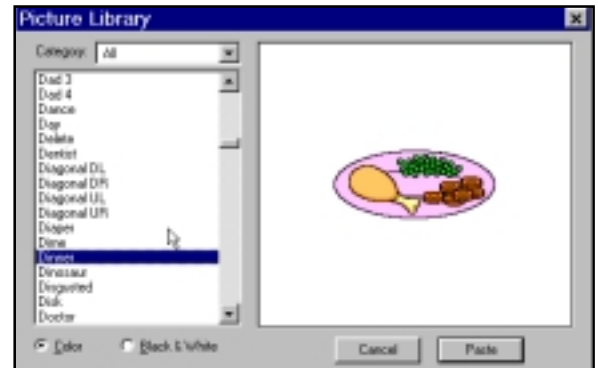 Picture Library
Category: All
Dad 3
Dad 4
Dance
Day
Delete
Dentist
Diagonal DL
Diagonal DR
Diagonal UL
Diagonal UR
Diaper
Dime
Dinner
Dinosaur
Disgusted
Disk
Doctor
Color Black & White
Cancel Paste